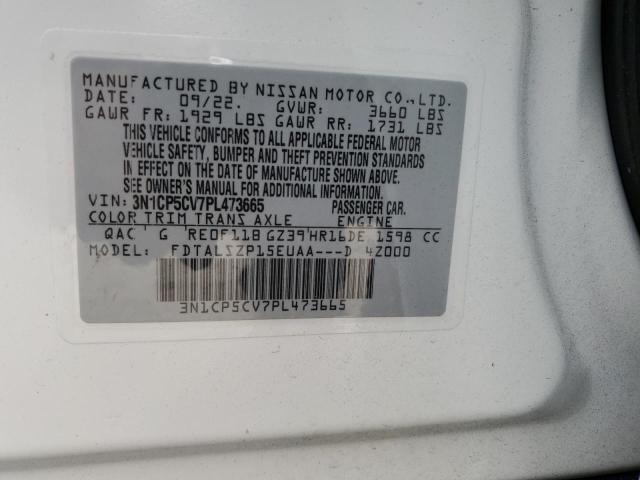 MANUFACTURED BY NISSAN MOTOR CO.,LTD.
DATE: 09/22. GVWR: 3660 LBS
GAWR FR: 1929 LBS GAWR RR: 1731 LBS
THIS VEHICLE CONFORMS TO ALL APPLICABLE FEDERAL MOTOR
VEHICLE SAFETY, BUMPER AND THEFT PREVENTION STANDARDS
IN EFFECT ON THE DATE OF MANUFACTURE SHOWN ABOVE.
SEE OWNER'S MANUAL FOR ADDITIONAL INFORMATION.
VIN: 3N1CP5CV7PL473665 PASSENGER CAR.
COLOR TRIM TRANS AXLE ENGINE
QAC G RE0F11B GZ39 HR16DE 1598 CC
MODEL: FDTALSZP15EUAA---D 4Z000
3N1CP5CV7PL473665